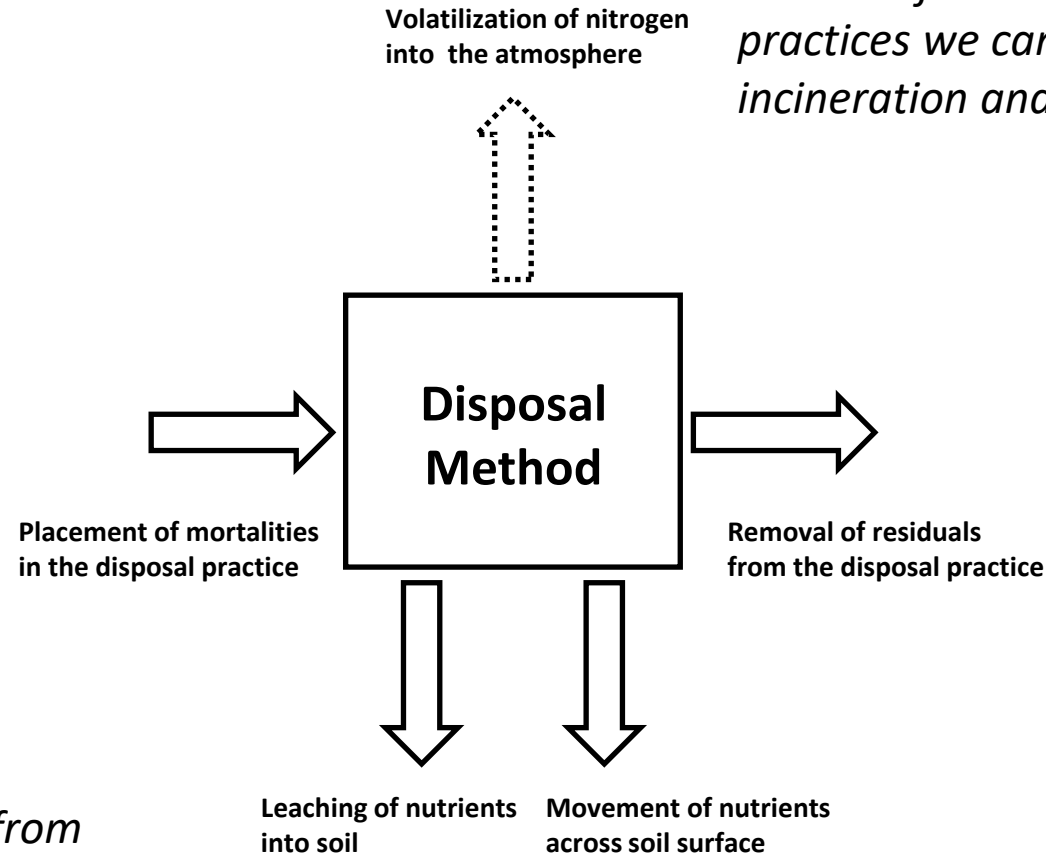 Volatilization of nitrogen
into the atmosphere
practices we can
incineration and
Disposal
Method
Placement of mortalities
in the disposal practice
Removal of residuals
from the disposal practice
from
Leaching of nutrients
into soil
Movement of nutrients
across soil surface